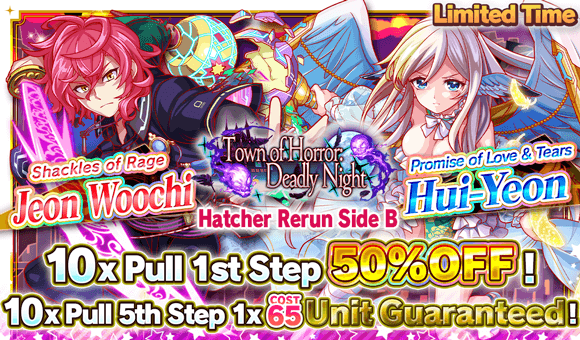 Limited Time
Shackles of Rage
Jeon Woochi
Town of Horror:
Deadly Night
Promise of Love & Tears
Hui-Yeon
Hatcher Rerun Side B
10x Pull 1st Step 50%OFF!
10x Pull 5th Step 1x COST 65 Unit Guaranteed!